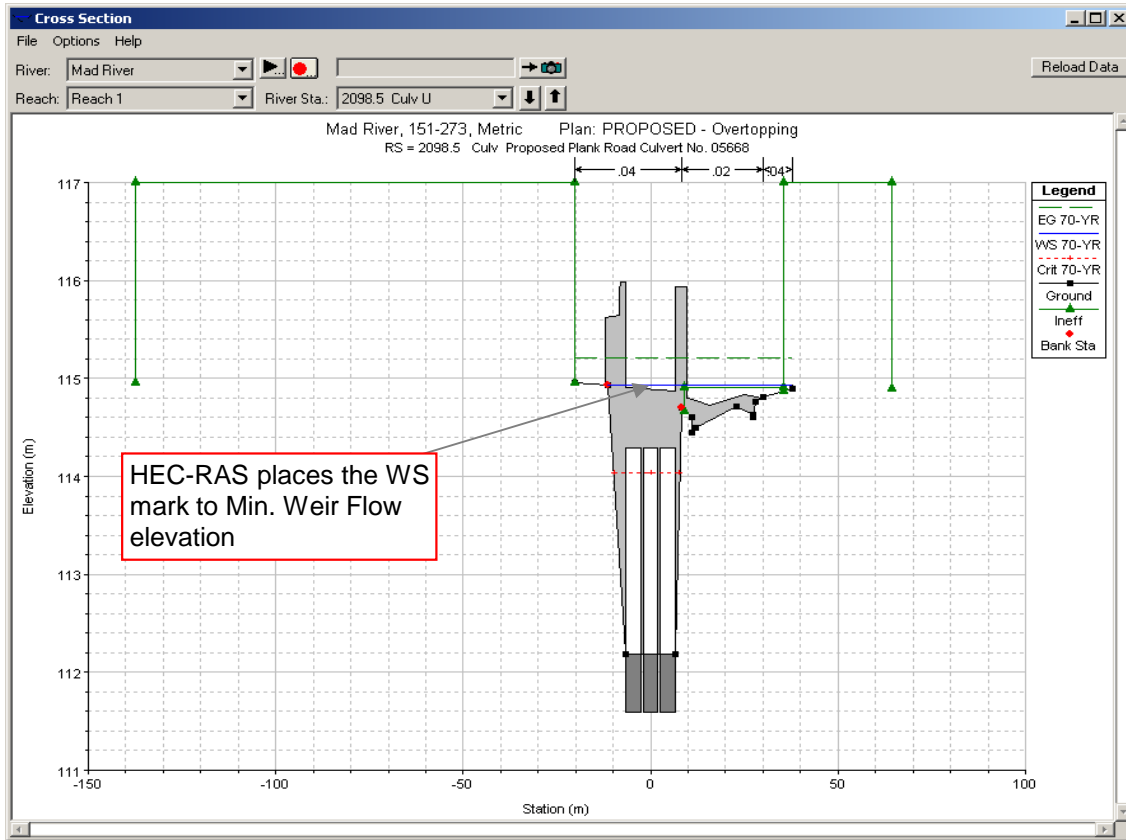 Cross Section
File Options Help
River: Mad River
Reload Data
Reach: Reach 1 River Sta.: 2098.5 Culv U
Mad River, 151-273, Metric Plan: PROPOSED - Overtopping
RS = 2098.5 Culv Proposed Plank Road Culvert No. 05668
.04 .02 .04
Legend
EG 70-YR
WS 70-YR
Crit 70-YR
Ground
Ineff
Bank Sta
117
116
115
114
113
112
111
Elevation (m)
HEC-RAS places the WS
mark to Min. Weir Flow
elevation
-150 -100 -50 0 50 100
Station (m)